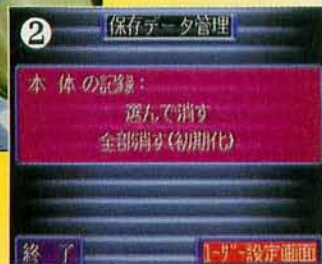 ❷
保存データ管理
本体の記録：
選んで消す
全部消す(初期化)
終了
ユーザー設定画面